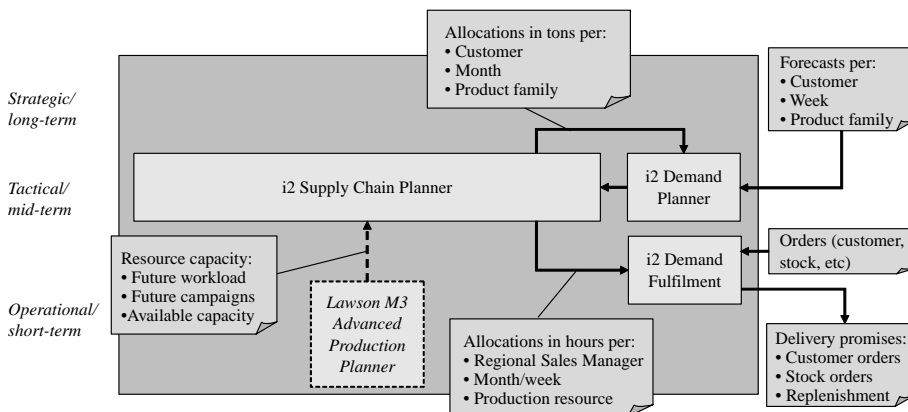 Allocations in tons per:
• Customer
• Month
• Product family
Forecasts per:
• Customer
• Week
• Product family
Strategic/
long-term
i2 Supply Chain Planner
i2 Demand
Planner
Tactical/
mid-term
Resource capacity:
• Future workload
• Future campaigns
•Available capacity
Lawson M3
Advanced
Production
Planner
i2 Demand
Fulfilment
Orders (customer,
stock, etc)
Operational/
short-term
Allocations in hours per:
• Regional Sales Manager
• Month/week
• Production resource
Delivery promises:
• Customer orders
• Stock orders
• Replenishment